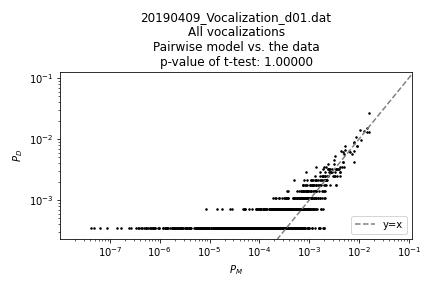 20190409_Vocalization_d01.dat
All vocalizations
Pairwise model vs. the data
p-value of t-test: 1.00000
10⁻¹
10⁻²
10⁻³
P_D
y=x
10⁻⁷ 10⁻⁶ 10⁻⁵ 10⁻⁴ 10⁻³ 10⁻² 10⁻¹
P_M